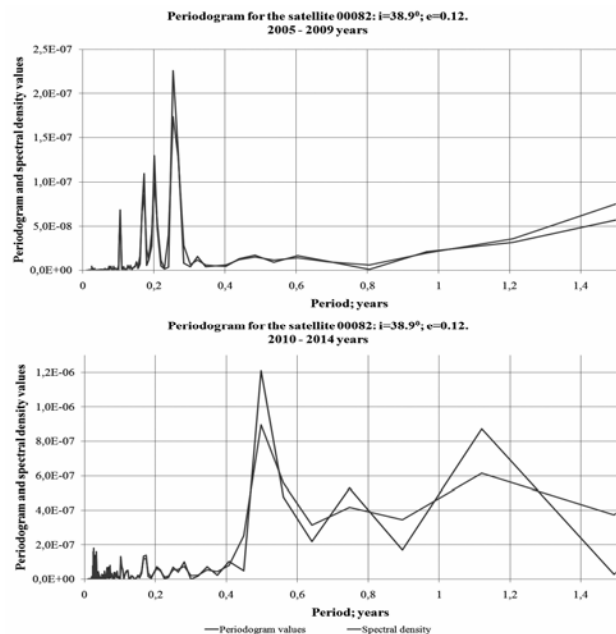 Periodogram for the satellite 00082: i=38.9⁰; e=0.12.
2005 - 2009 years
Periodogram and spectral density values
2,5E-07
2,0E-07
1,5E-07
1,0E-07
5,0E-08
0,0E+00
0 0,2 0,4 0,6 0,8 1 1,2 1,4
Period; years
Periodogram for the satellite 00082: i=38.9⁰; e=0.12.
2010 - 2014 years
Periodogram and spectral density values
1,2E-06
1,0E-06
8,0E-07
6,0E-07
4,0E-07
2,0E-07
0,0E+00
0 0,2 0,4 0,6 0,8 1 1,2 1,4
Period; years
Periodogram values Spectral density